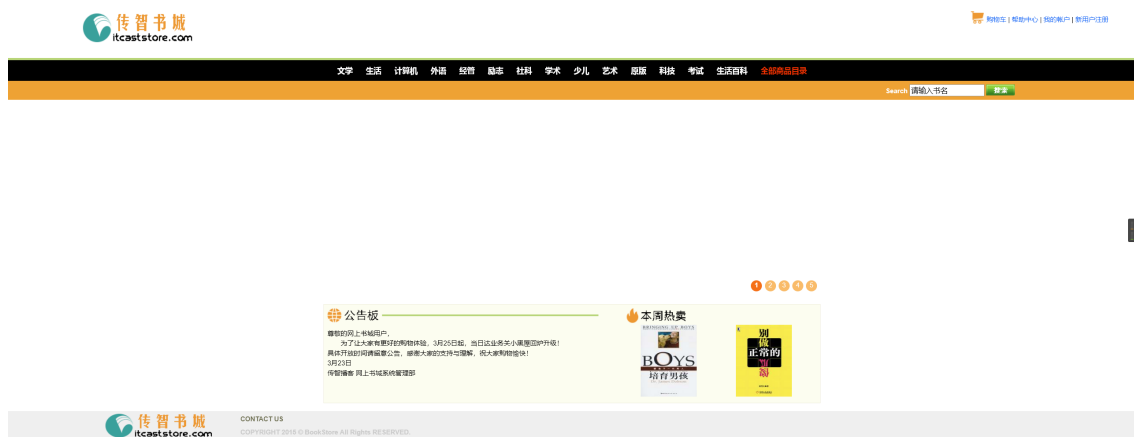 传智书城
itcaststore.com
购物车 | 帮助中心 | 我的帐户 | 新用户注册
文学 生活 计算机 外语 经管 励志 社科 学术 少儿 艺术 原版 科技 考试 生活百科 全部商品目录
Search 请输入书名 搜索
1 2 3 4 5
公告板
尊敬的网上书城用户，
为了让大家有更好的购物体验，3月25日起，当日达业务关小黑屋回炉升级！
具体开放时间请留意公告，感谢大家的支持与理解，祝大家购物愉快！
3月23日
传智播客 网上书城系统管理部
本周热卖
BRINGING UP BOYS
BOYS
培育男孩
别
做
正常的
傻
传智书城
itcaststore.com
CONTACT US
COPYRIGHT 2016 © BookStore All Rights RESERVED.